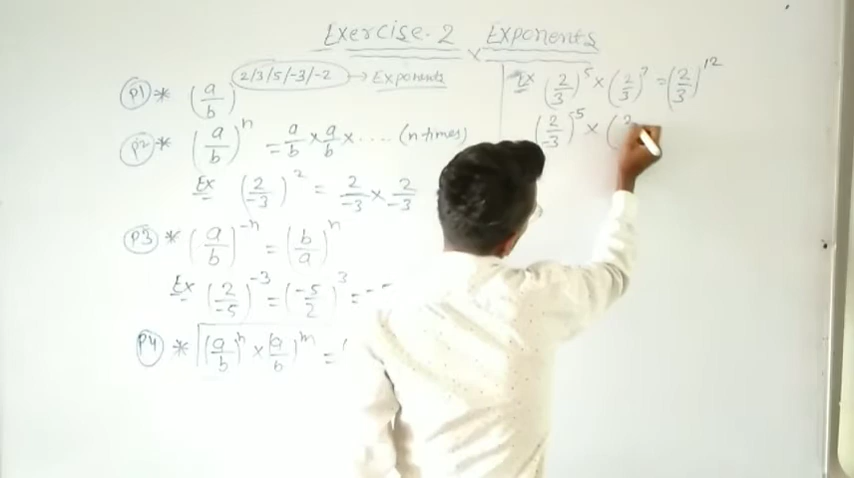 Exercise-2 Exponents
P1 * (a/b) 2/3/5/-3/-2 → Exponents
P2 * (a/b)^n = a/b × a/b × .... (n-times)
Ex (2/-3)^2 = 2/-3 × 2/-3
P3 * (a/b)^-n = (b/a)^n
Ex (2/-5)^-3 = (-5/2)^3 = --
P4 * (a/b)^n × (a/b)^m = (
Ex (2/3)^5 × (2/3)^7 = (2/3)^12
(2/-3)^5 × (2